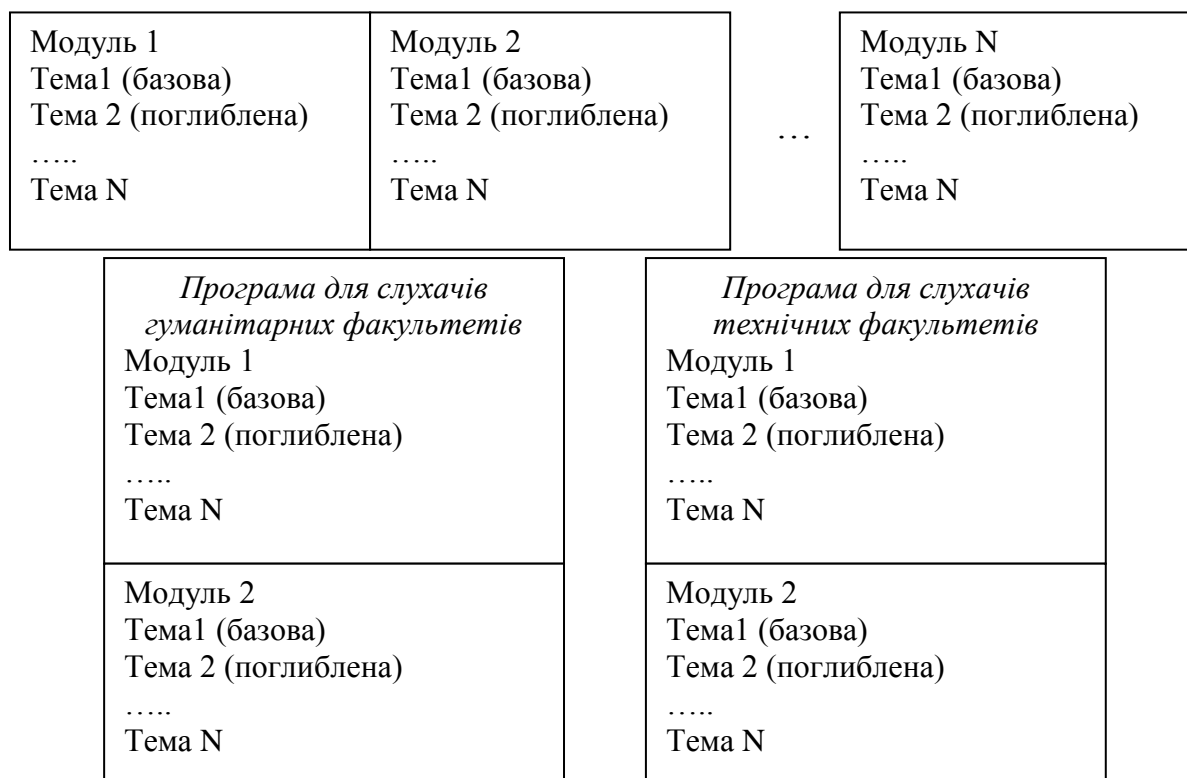 Модуль 1
Тема1 (базова)
Тема 2 (поглиблена)
…..
Тема N
Модуль 2
Тема1 (базова)
Тема 2 (поглиблена)
…..
Тема N
…
Модуль N
Тема1 (базова)
Тема 2 (поглиблена)
…..
Тема N
Програма для слухачів
гуманітарних факультетів
Модуль 1
Тема1 (базова)
Тема 2 (поглиблена)
…..
Тема N
Модуль 2
Тема1 (базова)
Тема 2 (поглиблена)
…..
Тема N
Програма для слухачів
технічних факультетів
Модуль 1
Тема1 (базова)
Тема 2 (поглиблена)
…..
Тема N
Модуль 2
Тема1 (базова)
Тема 2 (поглиблена)
…..
Тема N